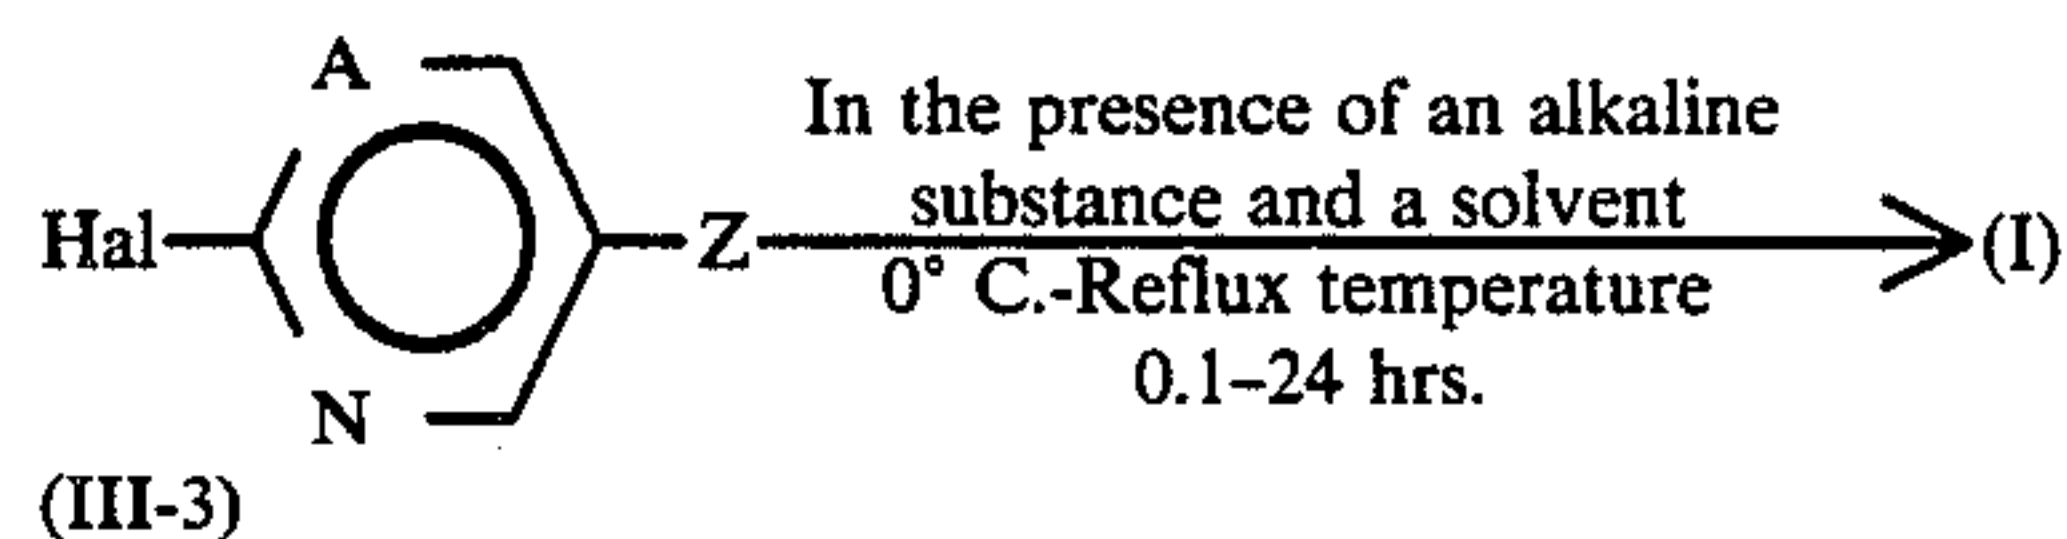 A
In the presence of an alkaline
substance and a solvent
Hal
Z
(I)
0° C.-Reflux temperature
0.1–24 hrs.
N
(III-3)